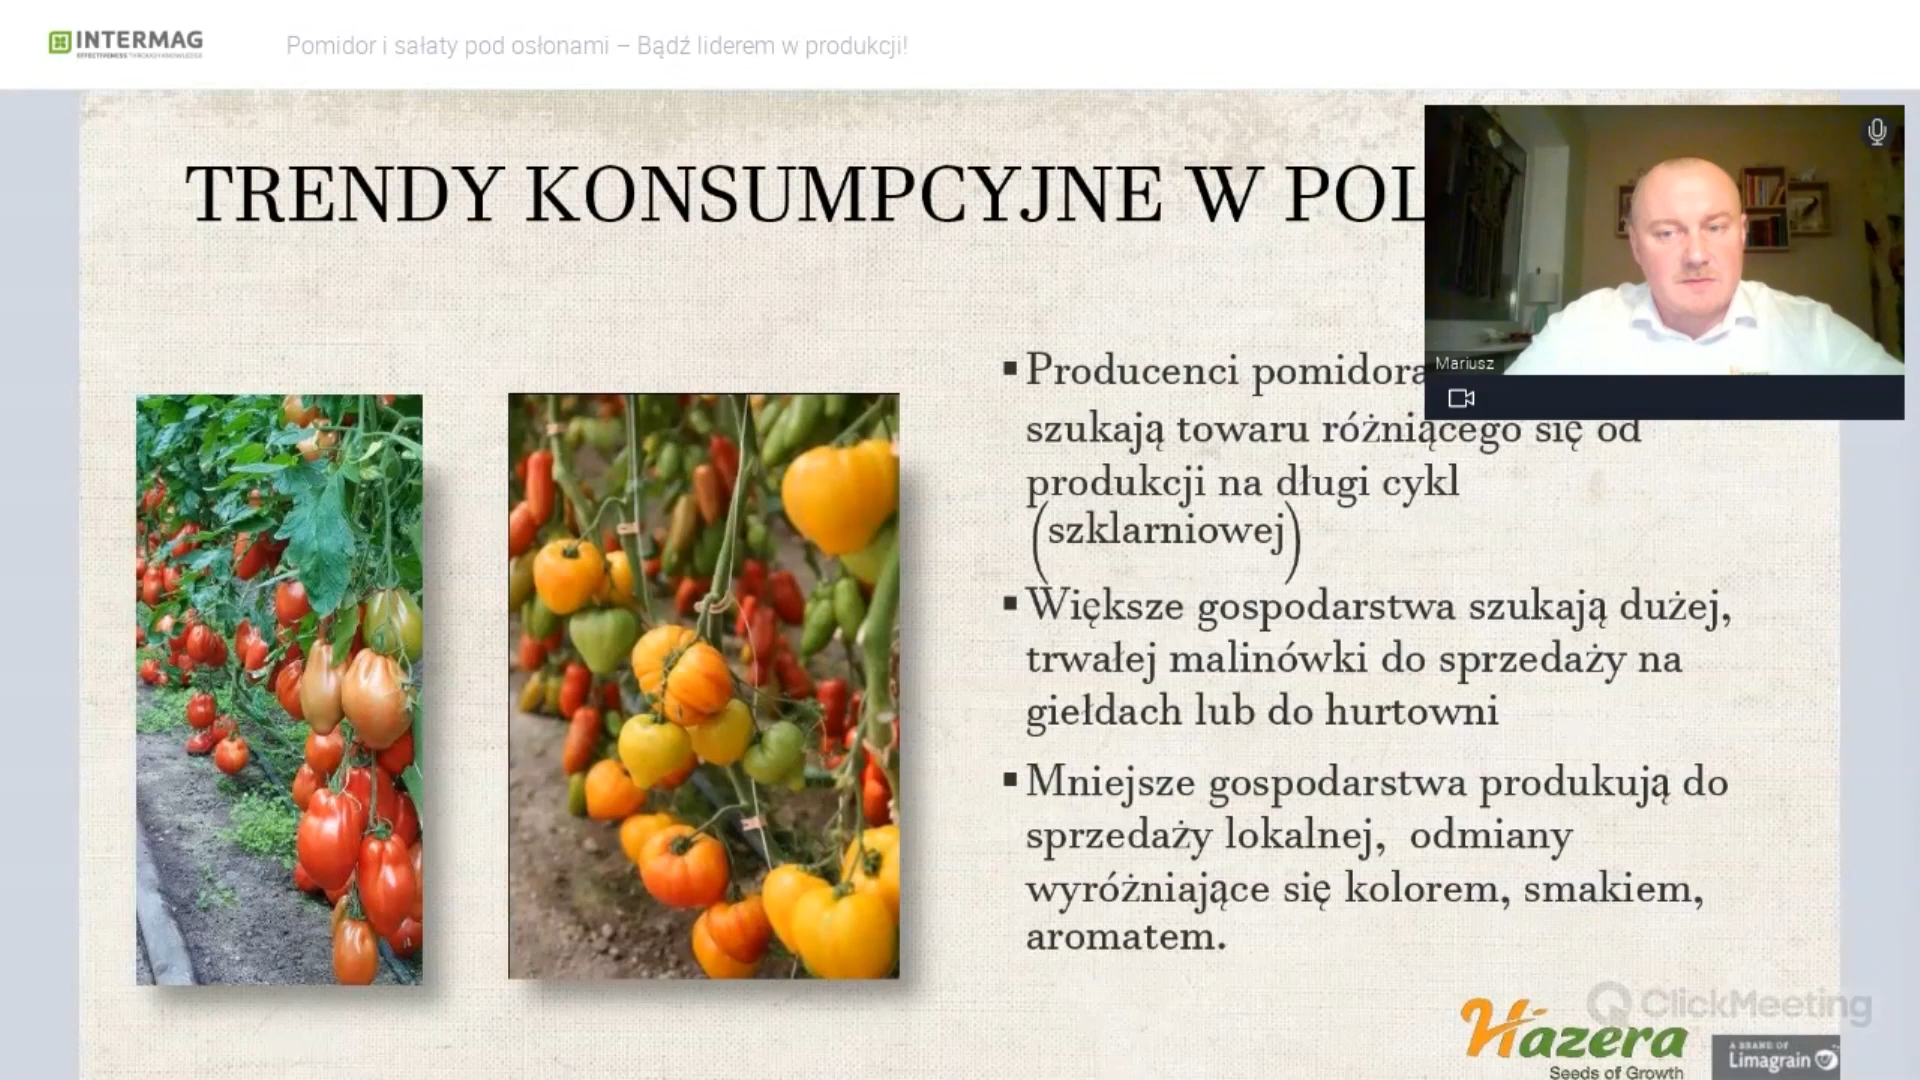 INTERMAG
EFFECTIVENESS THROUGH KNOWLEDGE
Pomidor i sałaty pod osłonami – Bądź liderem w produkcji!
TRENDY KONSUMPCYJNE W POL
Mariusz
▪ Producenci pomidora
szukają towaru różniącego się od
produkcji na długi cykl
(szklarniowej)
▪ Większe gospodarstwa szukają dużej,
trwałej malinówki do sprzedaży na
giełdach lub do hurtowni
▪ Mniejsze gospodarstwa produkują do
sprzedaży lokalnej, odmiany
wyróżniające się kolorem, smakiem,
aromatem.
ClickMeeting
Hazera
Seeds of Growth
A BRAND OF
Limagrain